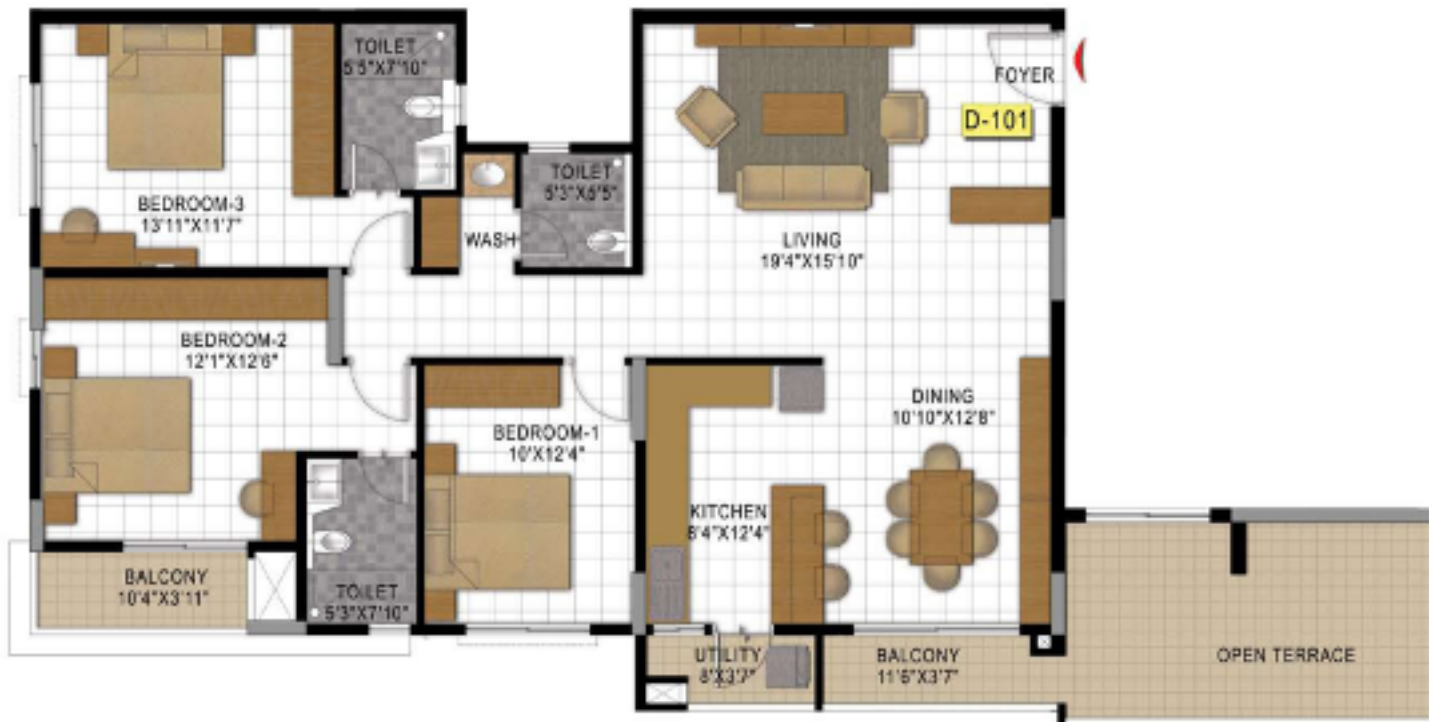 TOILET
5'5"X7'10"
FOYER
D-101
TOILET
5'3"X6'5"
BEDROOM-3
13'11"X11'7"
WASH
LIVING
19'4"X15'10"
BEDROOM-2
12'1"X12'6"
DINING
10'10"X12'8"
BEDROOM-1
10'X12'4"
KITCHEN
8'4"X12'4"
BALCONY
10'4"X3'11"
TOILET
5'3"X7'10"
UTILITY
8'X3'7"
BALCONY
11'6"X3'7"
OPEN TERRACE